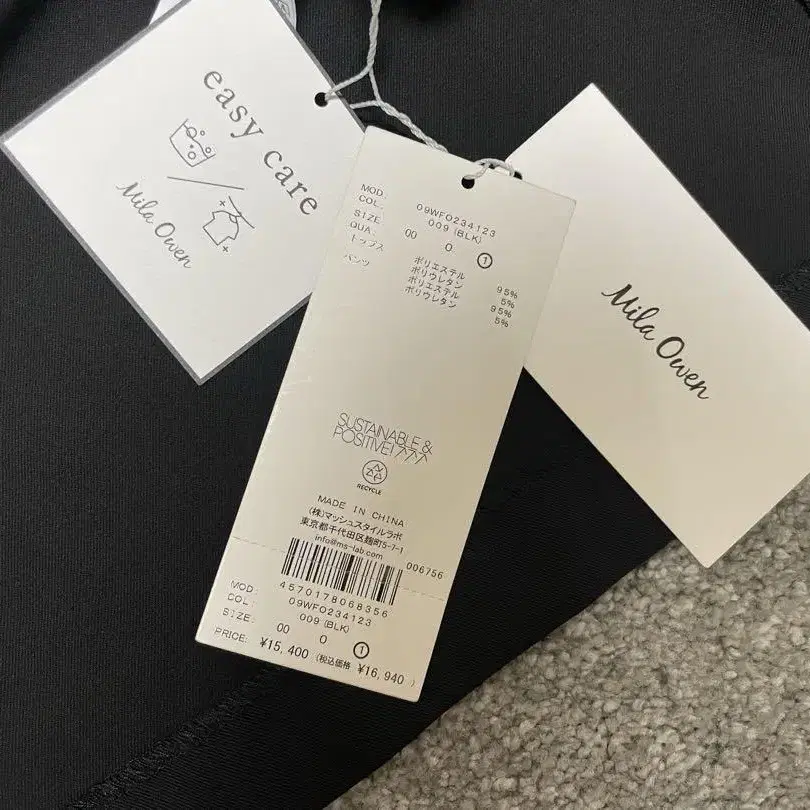 easy care
Mila Owen
MOD. 09WFO234123
COL. 009 (BLK)
SIZE 00 0 ①
QUA:
トップス ポリエステル 95%
ポリウレタン 5%
パンツ ポリエステル 95%
ポリウレタン 5%
SUSTAINABLE &
POSITIVE!
RECYCLE
MADE IN CHINA
(株)マッシュスタイルラボ
東京都千代田区麹町5-7-1
info@ms-lab.com
006756
4570178068356
MOD: 09WFO234123
COL: 009 (BLK)
SIZE: 00 0 ①
PRICE: ¥15,400 (税込価格 ¥16,940 )
Mila Owen